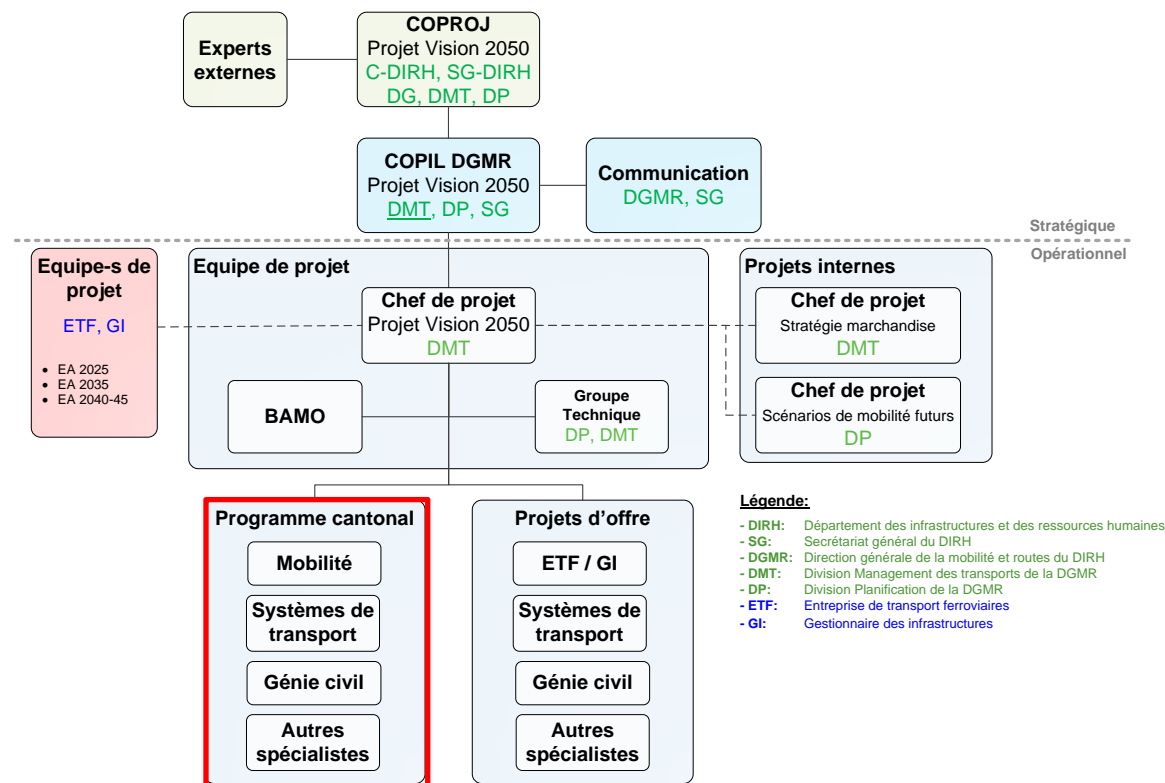 Experts
externes
COPROJ
Projet Vision 2050
C-DIRH, SG-DIRH
DG, DMT, DP
COPIL DGMR
Projet Vision 2050
DMT, DP, SG
Communication
DGMR, SG
Stratégique
Opérationnel
Equipe-s de
projet
ETF, GI
• EA 2025
• EA 2035
• EA 2040-45
Equipe de projet
Chef de projet
Projet Vision 2050
DMT
BAMO
Groupe
Technique
DP, DMT
Projets internes
Chef de projet
Stratégie marchandise
DMT
Chef de projet
Scénarios de mobilité futurs
DP
Programme cantonal
Mobilité
Systèmes de
transport
Génie civil
Autres
spécialistes
Projets d’offre
ETF / GI
Systèmes de
transport
Génie civil
Autres
spécialistes
Légende:
- DIRH: Département des infrastructures et des ressources humaines
- SG: Secrétariat général du DIRH
- DGMR: Direction générale de la mobilité et routes du DIRH
- DMT: Division Management des transports de la DGMR
- DP: Division Planification de la DGMR
- ETF: Entreprise de transport ferroviaires
- GI: Gestionnaire des infrastructures